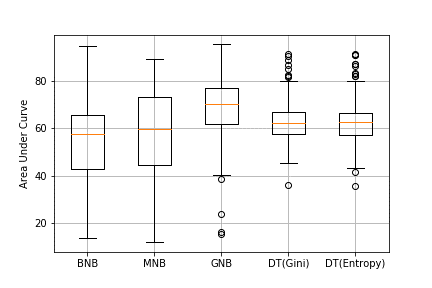 Area Under Curve
80
60
40
20
BNB MNB GNB DT(Gini) DT(Entropy)